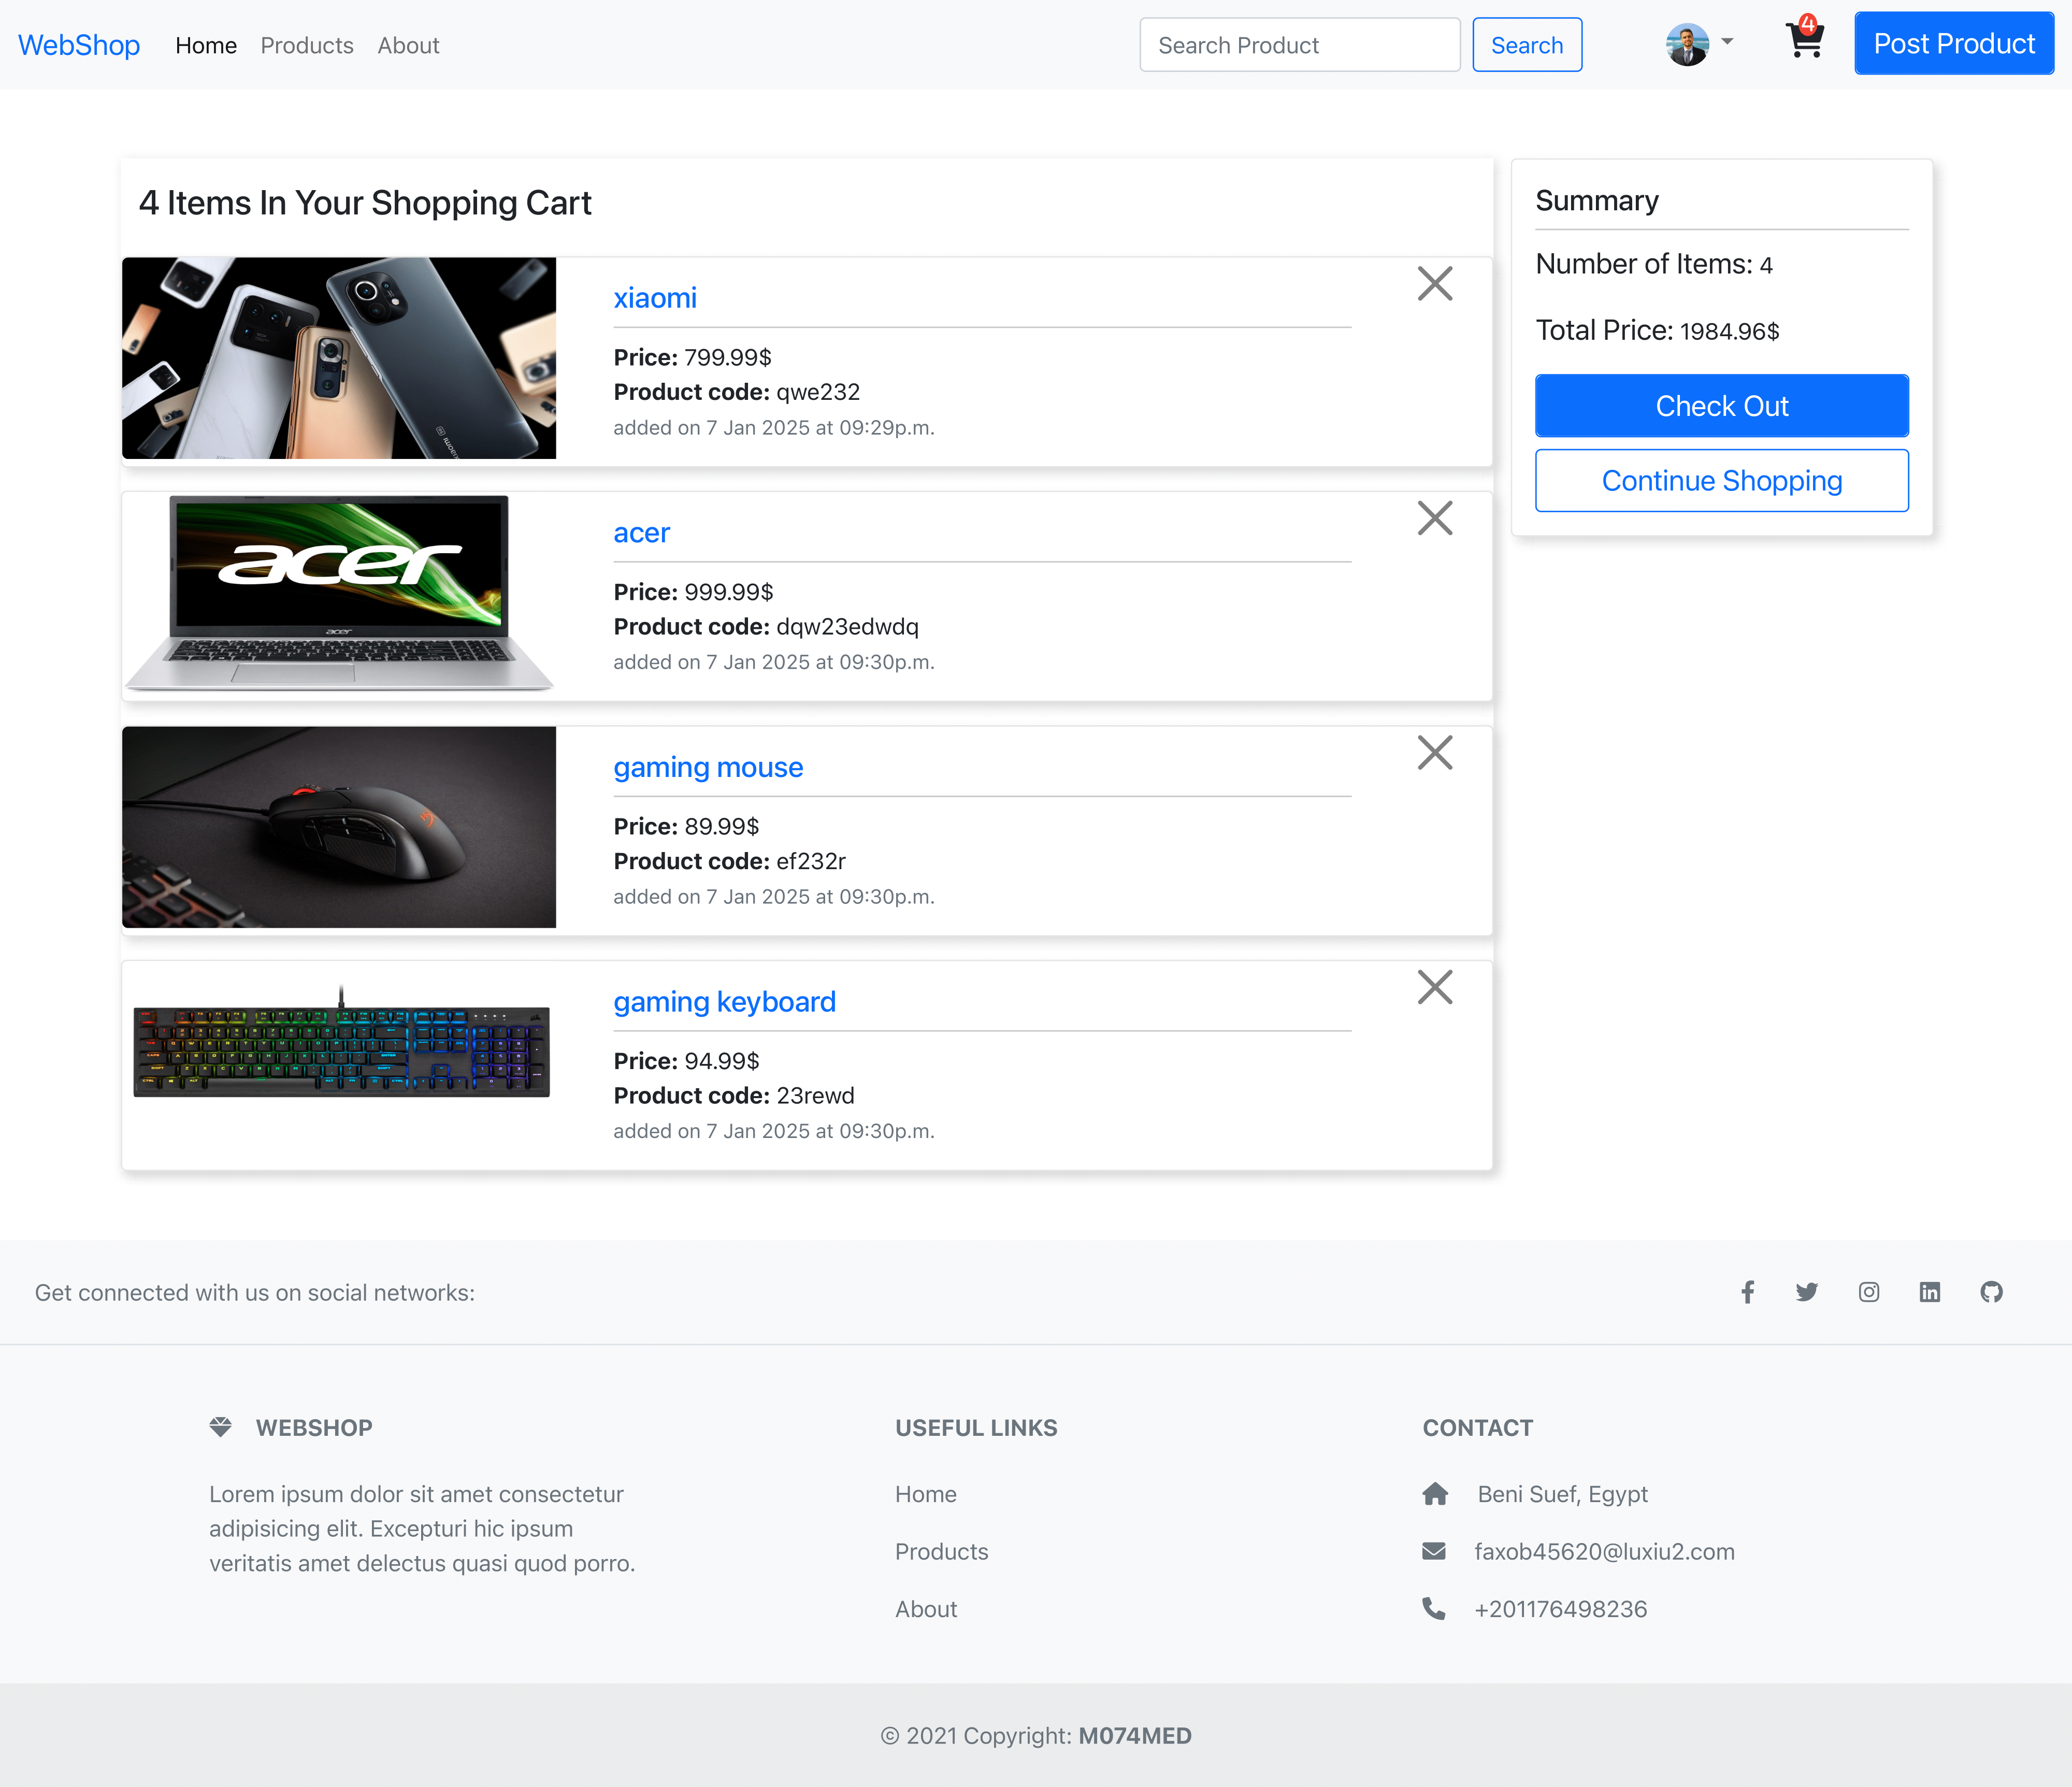 WebShop Home Products About Search Product Search 4 Post Product
4 Items In Your Shopping Cart
xiaomi
Price: 799.99$
Product code: qwe232
added on 7 Jan 2025 at 09:29p.m.
acer
acer
acer
Price: 999.99$
Product code: dqw23edwdq
added on 7 Jan 2025 at 09:30p.m.
gaming mouse
Price: 89.99$
Product code: ef232r
added on 7 Jan 2025 at 09:30p.m.
gaming keyboard
Price: 94.99$
Product code: 23rewd
added on 7 Jan 2025 at 09:30p.m.
Summary
Number of Items: 4
Total Price: 1984.96$
Check Out
Continue Shopping
Get connected with us on social networks:
WEBSHOP
Lorem ipsum dolor sit amet consectetur
adipisicing elit. Excepturi hic ipsum
veritatis amet delectus quasi quod porro.
USEFUL LINKS
Home
Products
About
CONTACT
Beni Suef, Egypt
faxob45620@luxiu2.com
+201176498236
© 2021 Copyright: M074MED